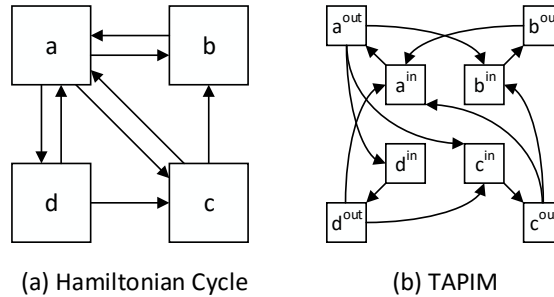 a b
d c
(a) Hamiltonian Cycle
a^out b^out
a^in b^in
d^in c^in
d^out c^out
(b) TAPIM